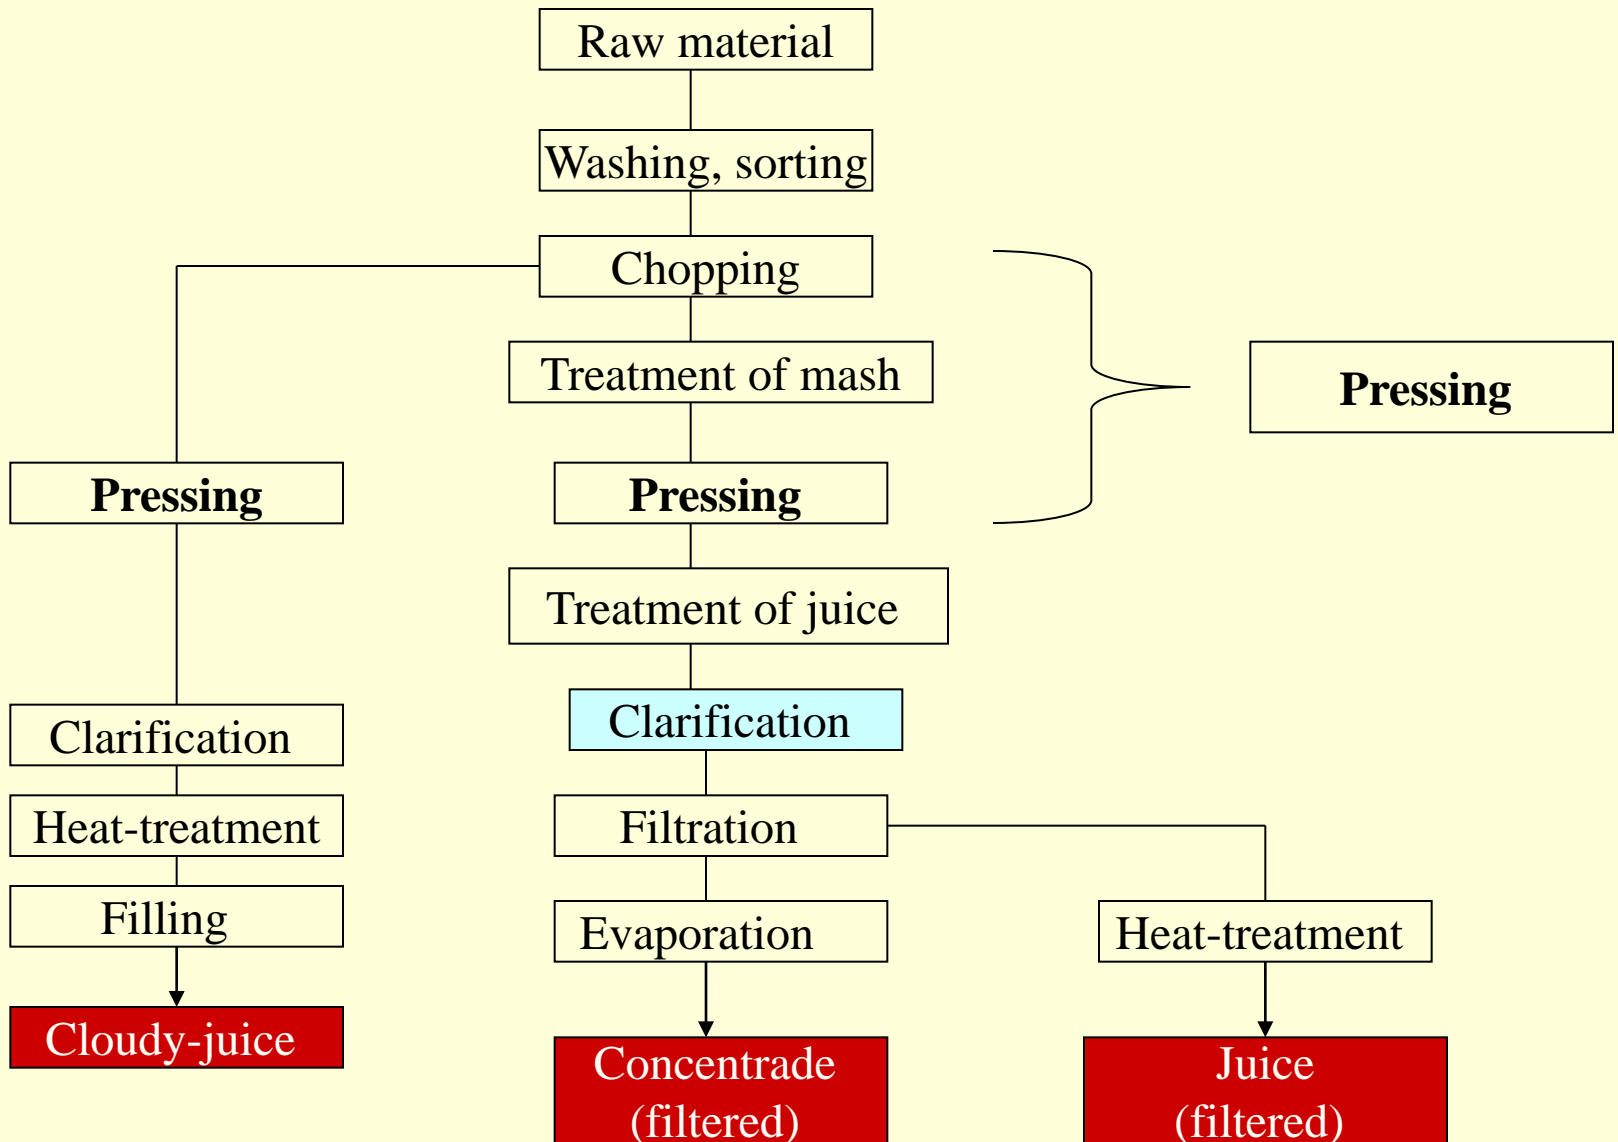 Raw material
Washing, sorting
Chopping
Treatment of mash
Pressing
Pressing
Pressing
Treatment of juice
Clarification
Clarification
Heat-treatment
Filtration
Filling
Evaporation
Heat-treatment
Cloudy-juice
Concentrade
(filtered)
Juice
(filtered)